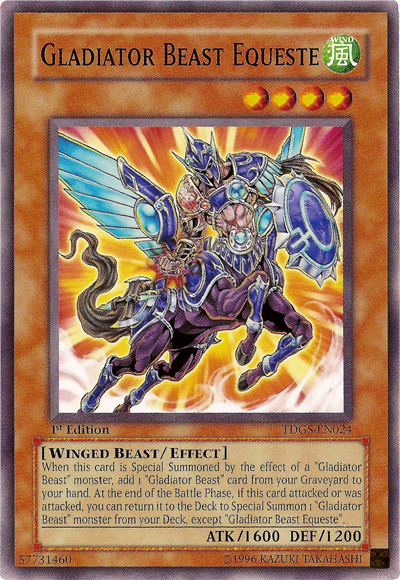 GLADIATOR BEAST EQUESTE
WIND
風
1st Edition
TDGS-EN024
[WINGED BEAST/EFFECT]
When this card is Special Summoned by the effect of a "Gladiator
Beast" monster, add 1 "Gladiator Beast" card from your Graveyard to
your hand. At the end of the Battle Phase, if this card attacked or was
attacked, you can return it to the Deck to Special Summon 1 "Gladiator
Beast" monster from your Deck, except "Gladiator Beast Equeste".
ATK/1600 DEF/1200
57731460
©1996 KAZUKI TAKAHASHI